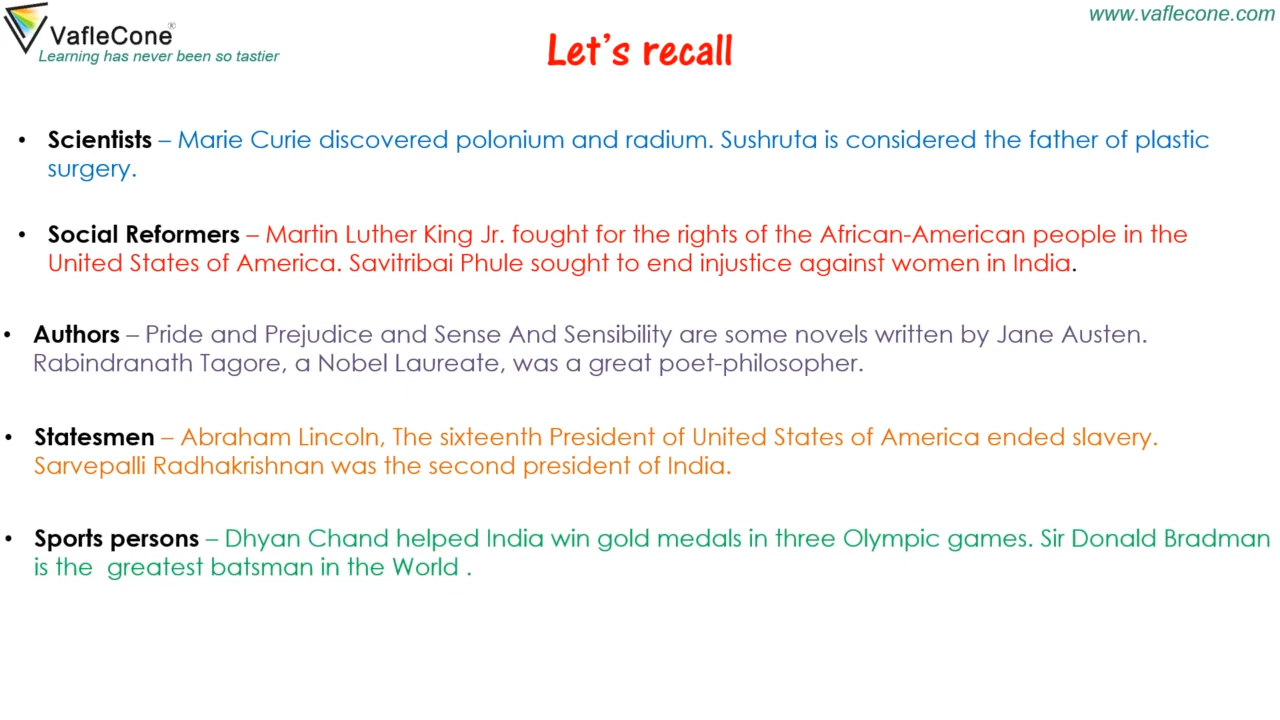 www.vaflecone.com
VafleCone®
Learning has never been so tastier
Let's recall
• Scientists – Marie Curie discovered polonium and radium. Sushruta is considered the father of plastic
surgery.
• Social Reformers – Martin Luther King Jr. fought for the rights of the African-American people in the
United States of America. Savitribai Phule sought to end injustice against women in India.
• Authors – Pride and Prejudice and Sense And Sensibility are some novels written by Jane Austen.
Rabindranath Tagore, a Nobel Laureate, was a great poet-philosopher.
• Statesmen – Abraham Lincoln, The sixteenth President of United States of America ended slavery.
Sarvepalli Radhakrishnan was the second president of India.
• Sports persons – Dhyan Chand helped India win gold medals in three Olympic games. Sir Donald Bradman
is the  greatest batsman in the World .